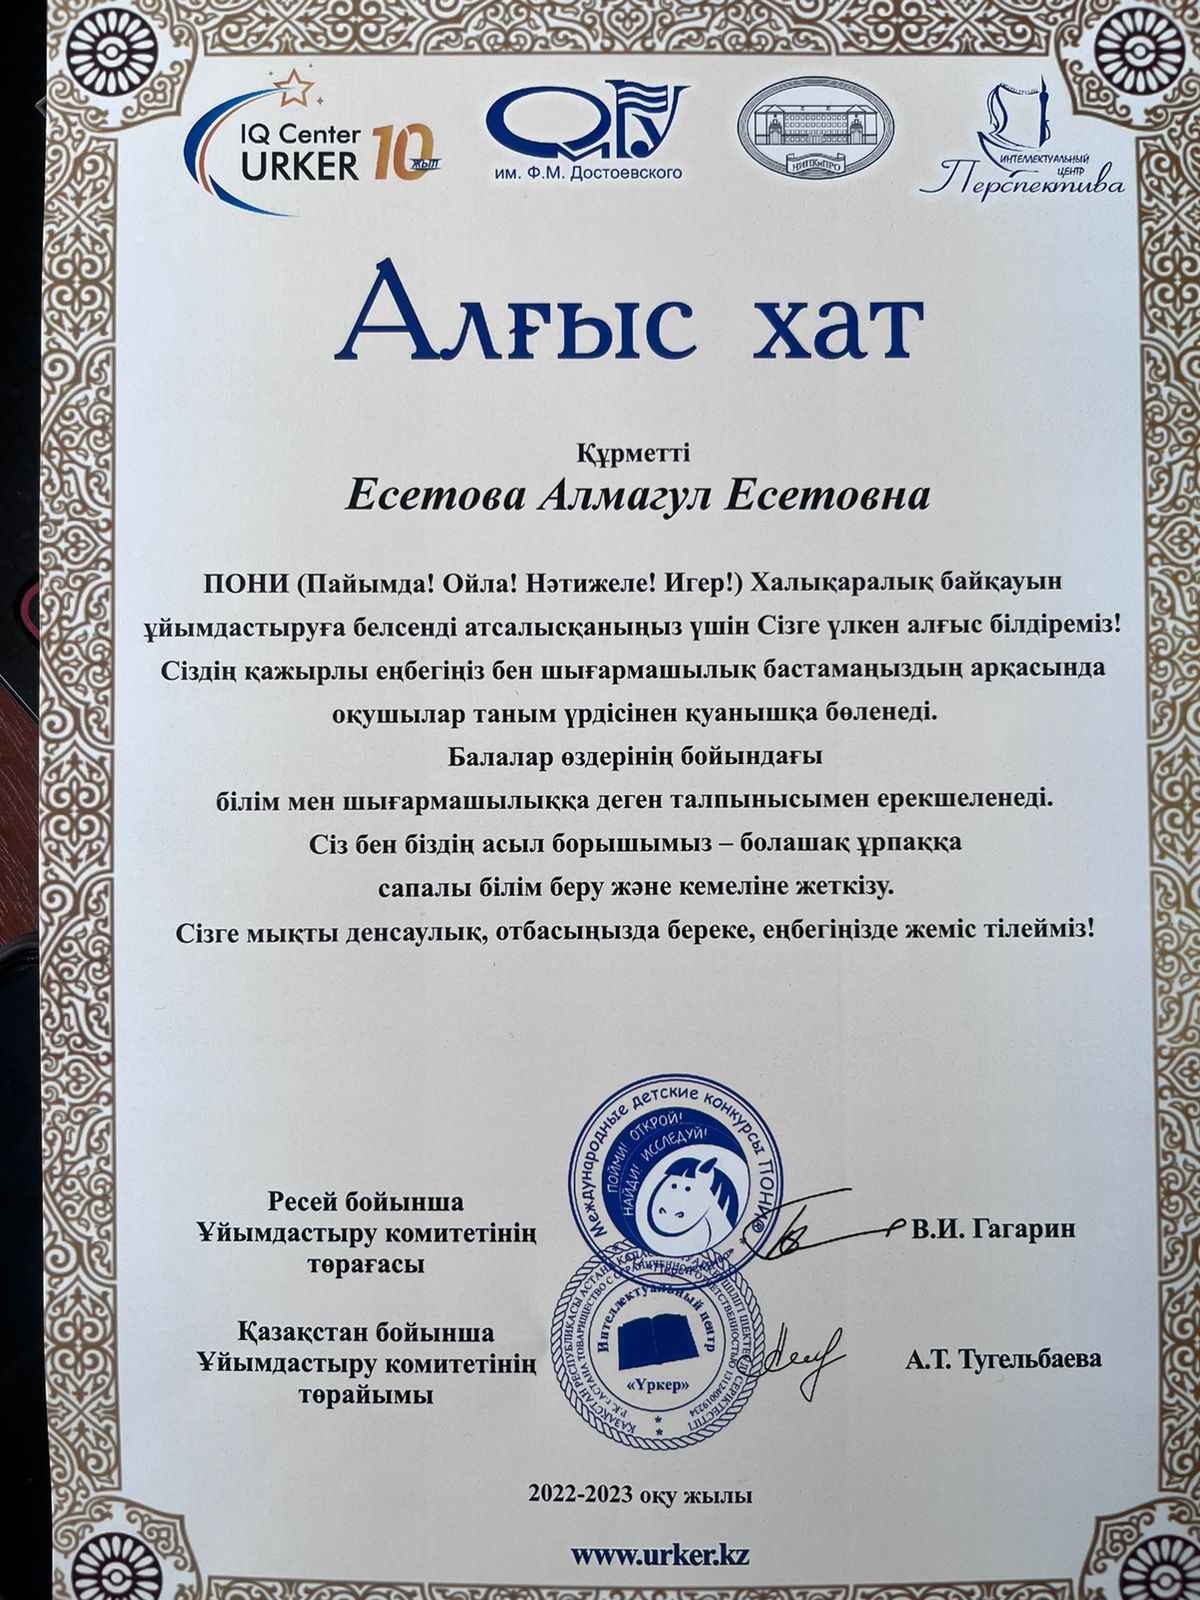 IQ Center
URKER 10 жыл
ОмГУ
им. Ф.М. Достоевского
НИПКиПРО
ИНТЕЛЛЕКТУАЛЬНЫЙ
ЦЕНТР
Перспектива
Алғыс хат
Құрметті
Есетова Алмагул Есетовна
ПОНИ (Пайымда! Ойла! Нәтижеле! Игер!) Халықаралық байқауын
ұйымдастыруға белсенді атсалысқаныңыз үшін Сізге үлкен алғыс білдіреміз!
Сіздің қажырлы еңбегіңіз бен шығармашылық бастамаңыздың арқасында
оқушылар таным үрдісінен қуанышқа бөленеді.
Балалар өздерінің бойындағы
білім мен шығармашылыққа деген талпынысымен ерекшеленеді.
Сіз бен біздің асыл борышымыз – болашақ ұрпаққа
сапалы білім беру және кемеліне жеткізу.
Сізге мықты денсаулық, отбасыңызда береке, еңбегіңізде жеміс тілейміз!
Международные детские конкурсы ПОНИ®
ПОЙМИ! ОТКРОЙ!
НАЙДИ! ИССЛЕДУЙ!
Ресей бойынша
Ұйымдастыру комитетінің
төрағасы
В.И. Гагарин
Интеллектуальный центр
«Үркер»
Қазақстан бойынша
Ұйымдастыру комитетінің
төрайымы
А.Т. Тугельбаева
2022-2023 оқу жылы
www.urker.kz